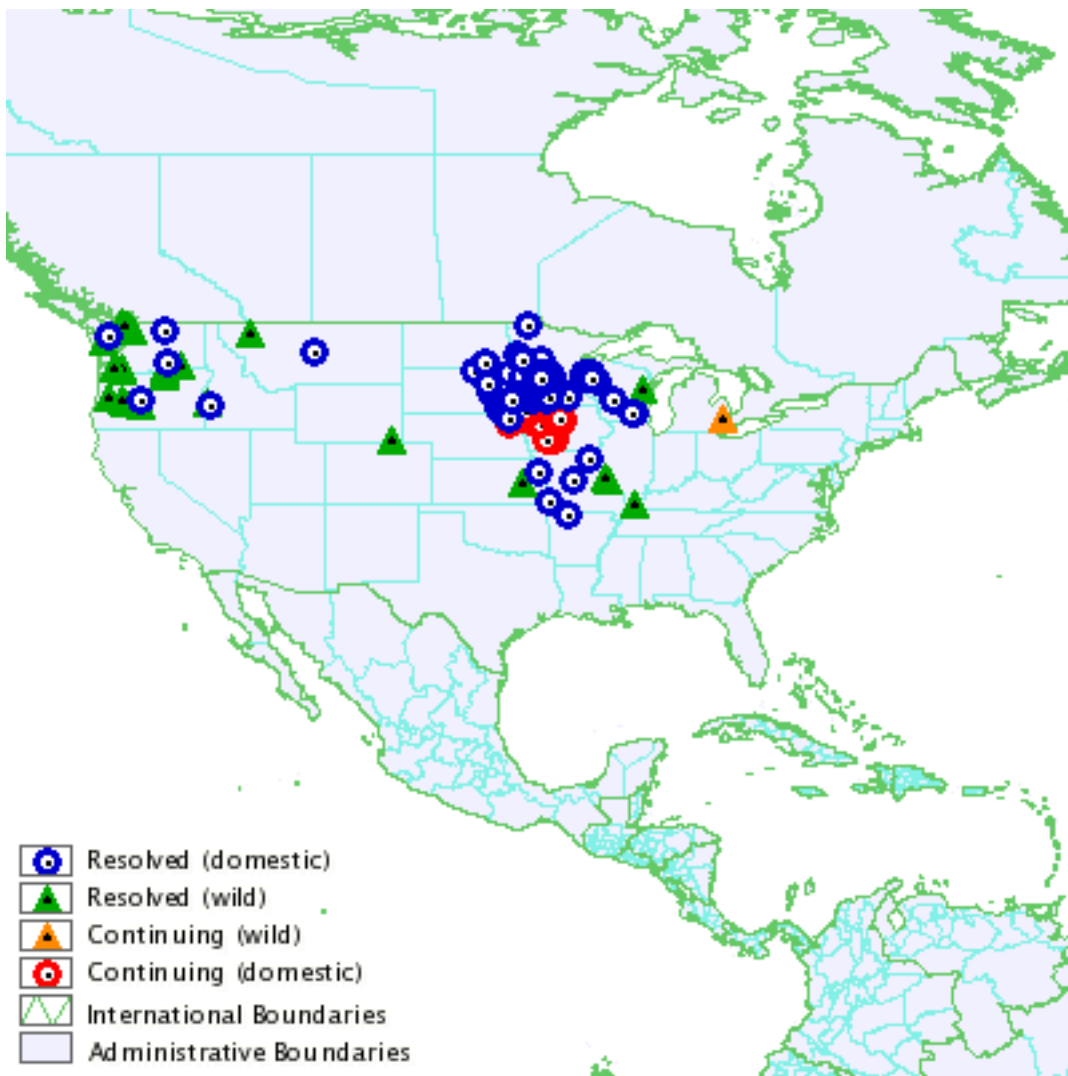 Resolved (domestic)
Resolved (wild)
Continuing (wild)
Continuing (domestic)
International Boundaries
Administrative Boundaries